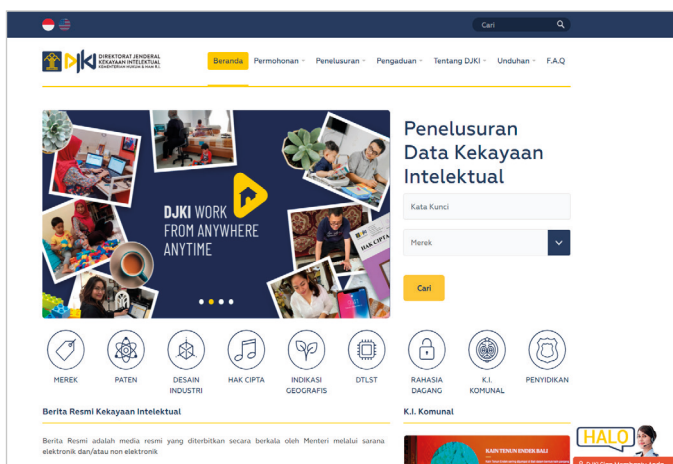 Cari
DIREKTORAT JENDERAL
KEKAYAAN INTELEKTUAL
KEMENTERIAN HUKUM & HAM R.I.
Beranda Permohonan Penelusuran Pengaduan Tentang DJKI Unduhan F.A.Q
DJKI WORK
FROM ANYWHERE
ANYTIME
HAK CIPTA
Penelusuran
Data Kekayaan
Intelektual
Kata Kunci
Merek
Cari
MEREK
PATEN
DESAIN
INDUSTRI
HAK CIPTA
INDIKASI
GEOGRAFIS
DTLST
RAHASIA
DAGANG
K.I.
KOMUNAL
PENYIDIKAN
Berita Resmi Kekayaan Intelektual
Berita Resmi adalah media resmi yang diterbitkan secara berkala oleh Menteri melalui sarana
elektronik dan/atau non elektronik
K.I. Komunal
KAIN TENUN ENDEK BALI
HALO